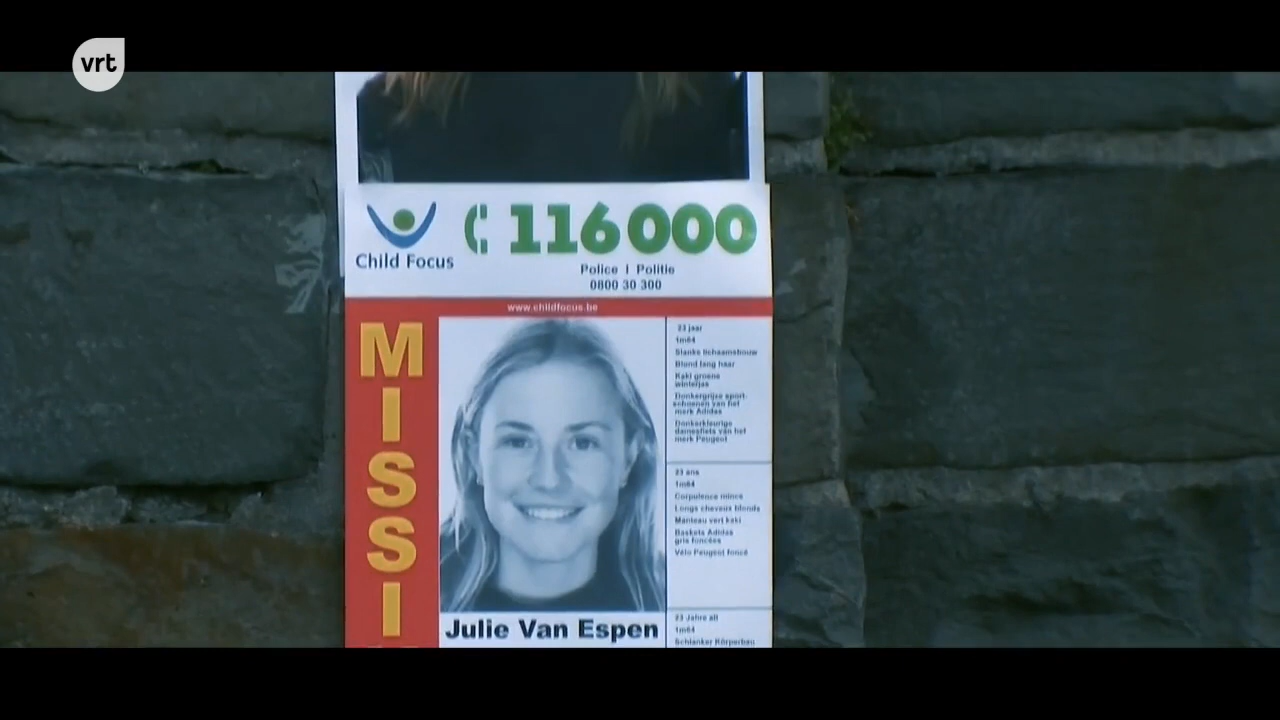 vrt
Child Focus
116000
Police | Politie
0800 30 300
www.childfocus.be
MISSI
23 jaar
1m64
Slanke lichaamsbouw
Blond lang haar
Kaki groene
winterjas
Donkergrijze sport-
schoenen van het
merk Adidas
Donkerkleurige
damesfiets van het
merk Peugeot
23 ans
1m64
Corpulence mince
Longs cheveux blonds
Manteau vert kaki
Baskets Adidas
gris foncées
Vélo Peugeot foncé
23 Jahre alt
1m64
Schlanker Körperbau
Julie Van Espen